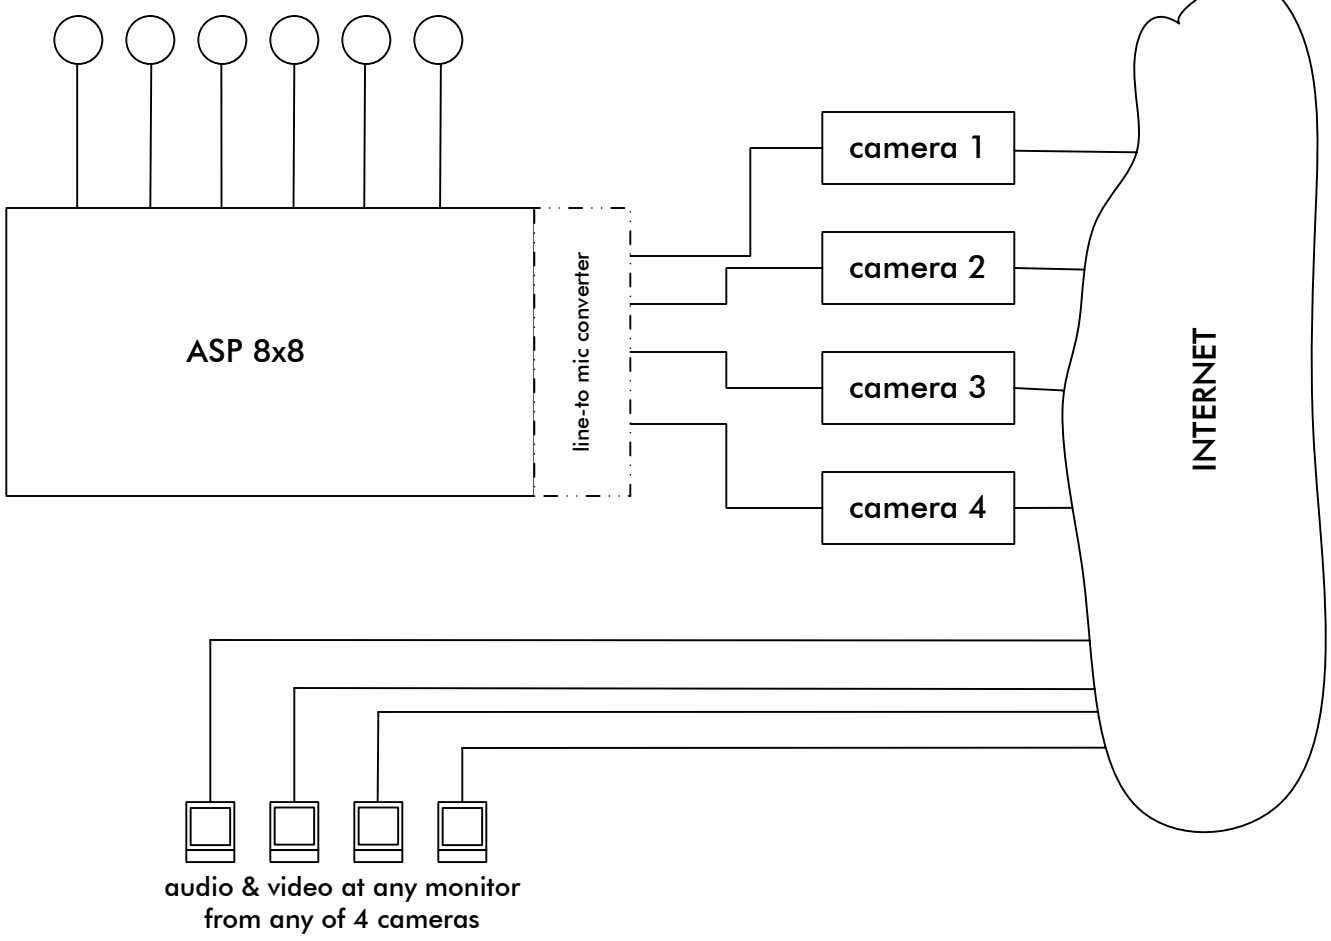 camera 1
camera 2
line-to mic converter
ASP 8x8
camera 3
INTERNET
camera 4
audio & video at any monitor
from any of 4 cameras